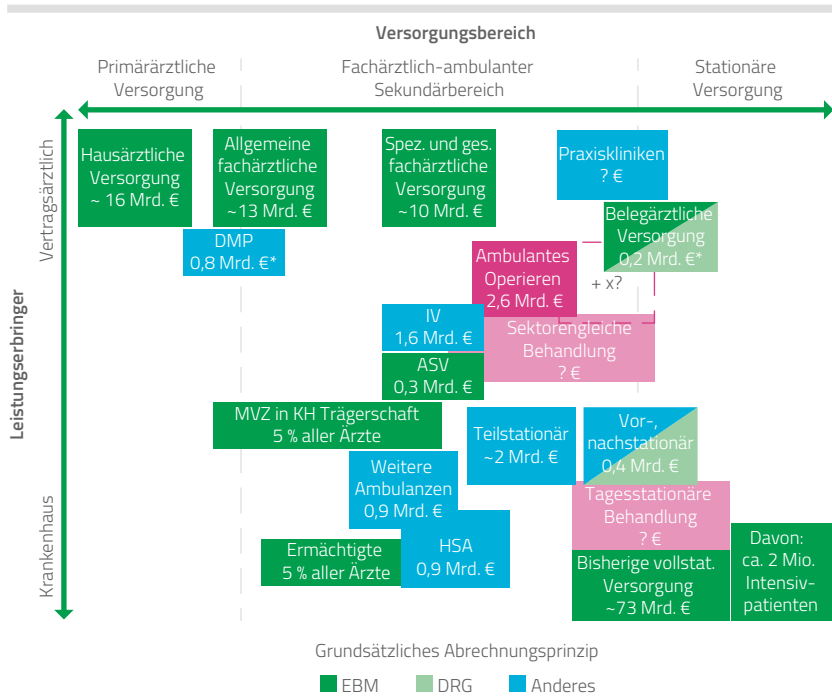 Versorgungsbereich
Primärärztliche
Versorgung
Fachärztlich-ambulanter
Sekundärbereich
Stationäre
Versorgung
Leistungserbringer
Vertragsärztlich
Krankenhaus
Hausärztliche
Versorgung
~ 16 Mrd. €
Allgemeine
fachärztliche
Versorgung
~13 Mrd. €
Spez. und ges.
fachärztliche
Versorgung
~10 Mrd. €
Praxiskliniken
? €
DMP
0,8 Mrd. €*
Belegärztliche
Versorgung
0,2 Mrd. €*
Ambulantes
Operieren
2,6 Mrd. €
+ x?
IV
1,6 Mrd. €
Sektorengleiche
Behandlung
? €
ASV
0,3 Mrd. €
MVZ in KH Trägerschaft
5 % aller Ärzte
Teilstationär
~2 Mrd. €
Vor-,
nachstationär
0,4 Mrd. €
Weitere
Ambulanzen
0,9 Mrd. €
Tagesstationäre
Behandlung
? €
Ermächtigte
5 % aller Ärzte
HSA
0,9 Mrd. €
Bisherige vollstat.
Versorgung
~73 Mrd. €
Davon:
ca. 2 Mio.
Intensiv-
patienten
Grundsätzliches Abrechnungsprinzip
EBM
DRG
Anderes